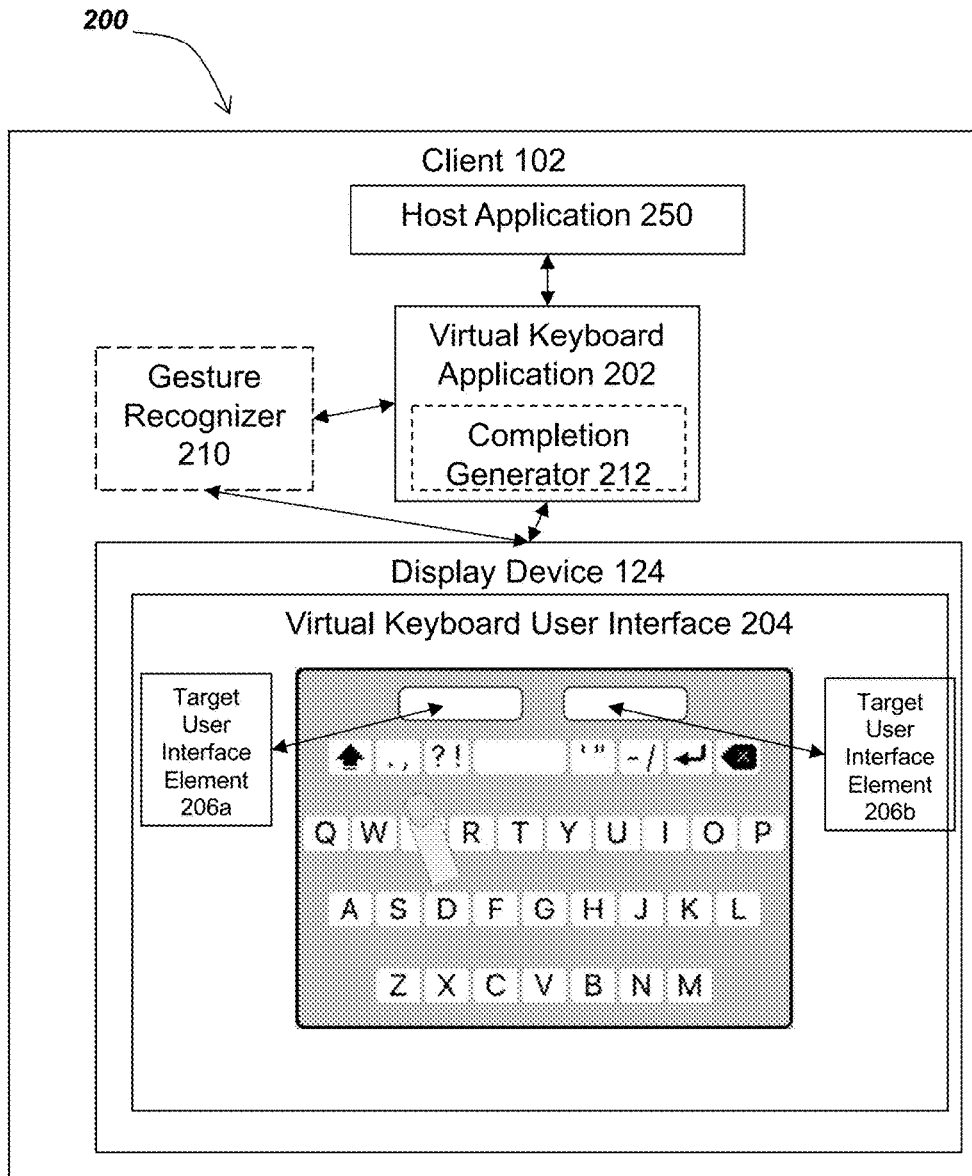 200
Client 102
Host Application 250
Virtual Keyboard
Application 202
Gesture
Recognizer
210
Completion
Generator 212
Display Device 124
Virtual Keyboard User Interface 204
Target
User
Interface
Element
206a
Target
User
Interface
Element
206b
. , ? ! ' " - /
Q W R T Y U I O P
A S D F G H J K L
Z X C V B N M